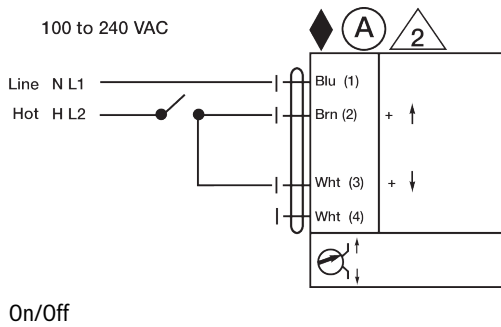 100 to 240 VAC
A
2
Line N L1
Blu (1)
Hot H L2
Brn (2)
+
Wht (3)
+
Wht (4)
On/Off